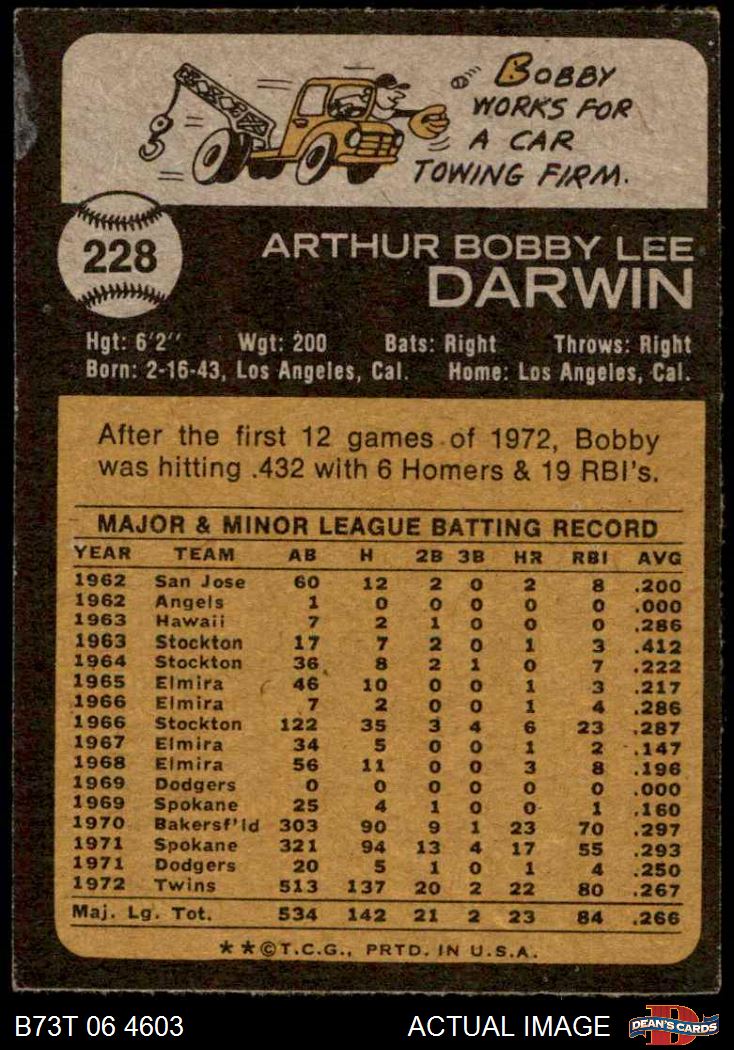 BOBBY
WORKS FOR
A CAR
TOWING FIRM.
228
ARTHUR BOBBY LEE
DARWIN
Hgt: 6'2" Wgt: 200 Bats: Right Throws: Right
Born: 2-16-43, Los Angeles, Cal. Home: Los Angeles, Cal.
After the first 12 games of 1972, Bobby
was hitting .432 with 6 Homers & 19 RBI's.
MAJOR & MINOR LEAGUE BATTING RECORD
YEAR TEAM AB H 2B 3B HR RBI AVG
1962 San Jose 60 12 2 0 2 8 .200
1962 Angels 1 0 0 0 0 0 .000
1963 Hawaii 7 2 1 0 0 0 .286
1963 Stockton 17 7 2 0 1 3 .412
1964 Stockton 36 8 2 1 0 7 .222
1965 Elmira 46 10 0 0 1 3 .217
1966 Elmira 7 2 0 0 1 4 .286
1966 Stockton 122 35 3 4 6 23 .287
1967 Elmira 34 5 0 0 1 2 .147
1968 Elmira 56 11 0 0 3 8 .196
1969 Dodgers 0 0 0 0 0 0 .000
1969 Spokane 25 4 1 0 0 1 .160
1970 Bakersf'ld 303 90 9 1 23 70 .297
1971 Spokane 321 94 13 4 17 55 .293
1971 Dodgers 20 5 1 0 1 4 .250
1972 Twins 513 137 20 2 22 80 .267
Maj. Lg. Tot. 534 142 21 2 23 84 .266
★★©T.C.G., PRTD. IN U.S.A.
B73T 06 4603 ACTUAL IMAGE DEAN'S CARDS